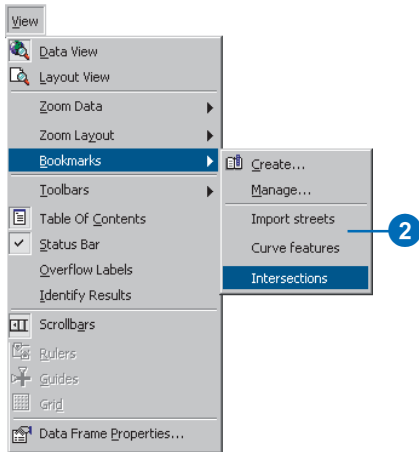 View
Data View
Layout View
Zoom Data
Zoom Layout
Bookmarks
Toolbars
Table Of Contents
Status Bar
Overflow Labels
Identify Results
Scrollbars
Rulers
Guides
Grid
Data Frame Properties...
Create...
Manage...
Import streets
Curve features
Intersections
2